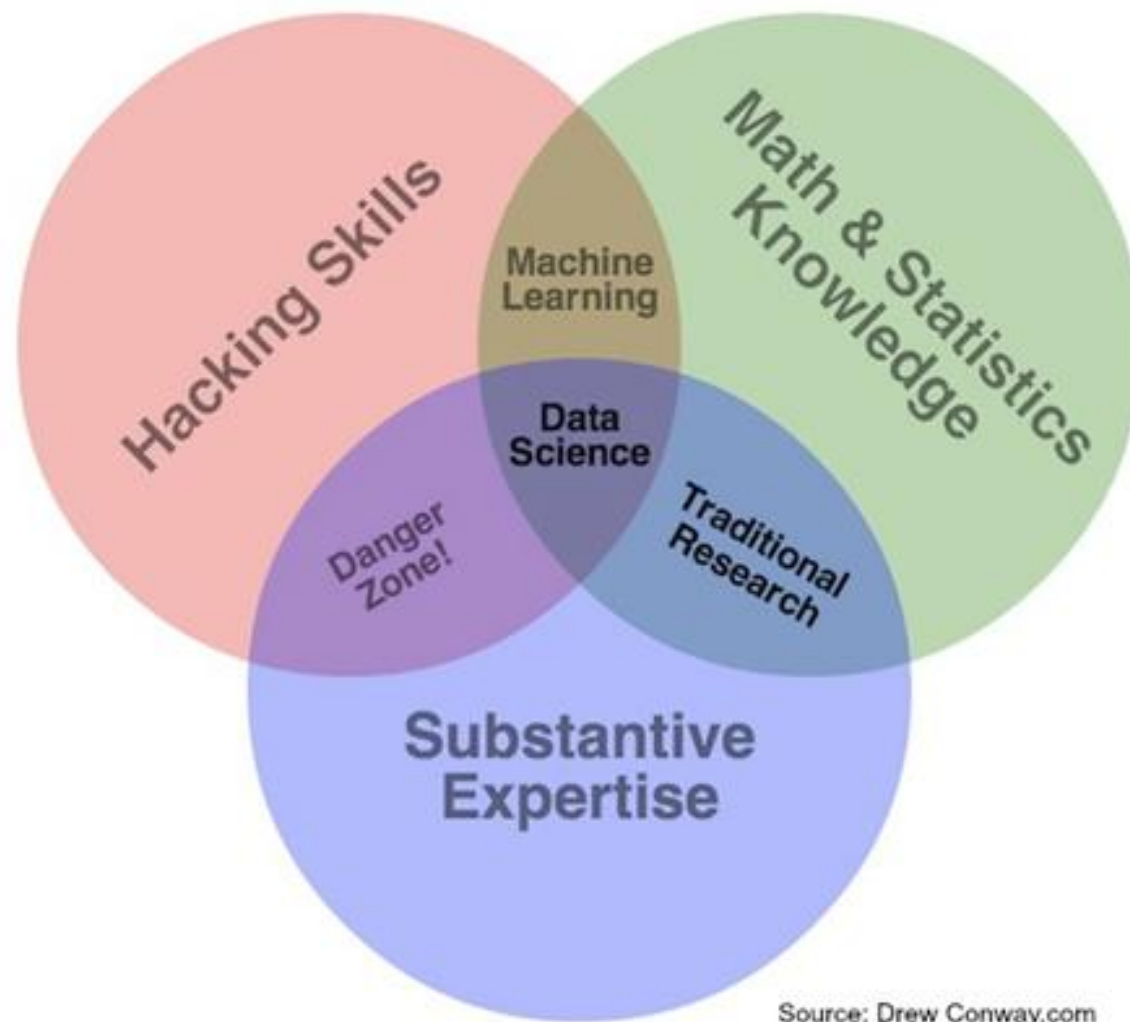 Hacking Skills
Math & Statistics
Knowledge
Machine
Learning
Data
Science
Danger
Zone!
Traditional
Research
Substantive
Expertise
Source: Drew Conway.com